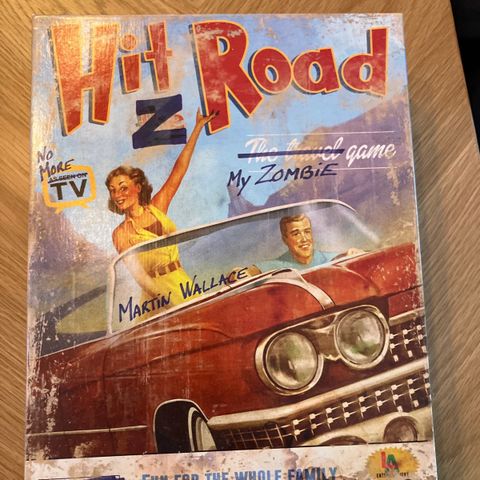 Hit Z Road
The travel game
My ZOMBIE
NO
MORE
AS SEEN ON
TV
MARTIN WALLACE
FUN FOR THE WHOLE FAMILY